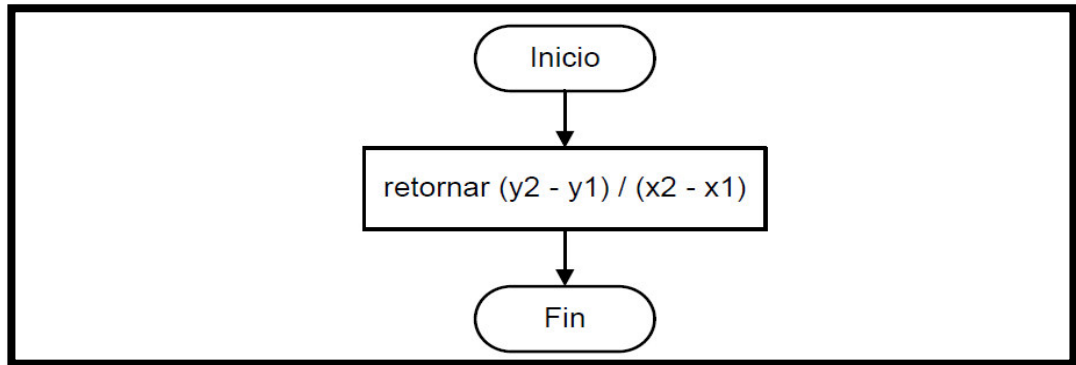 Inicio
retornar (y2 - y1) / (x2 - x1)
Fin